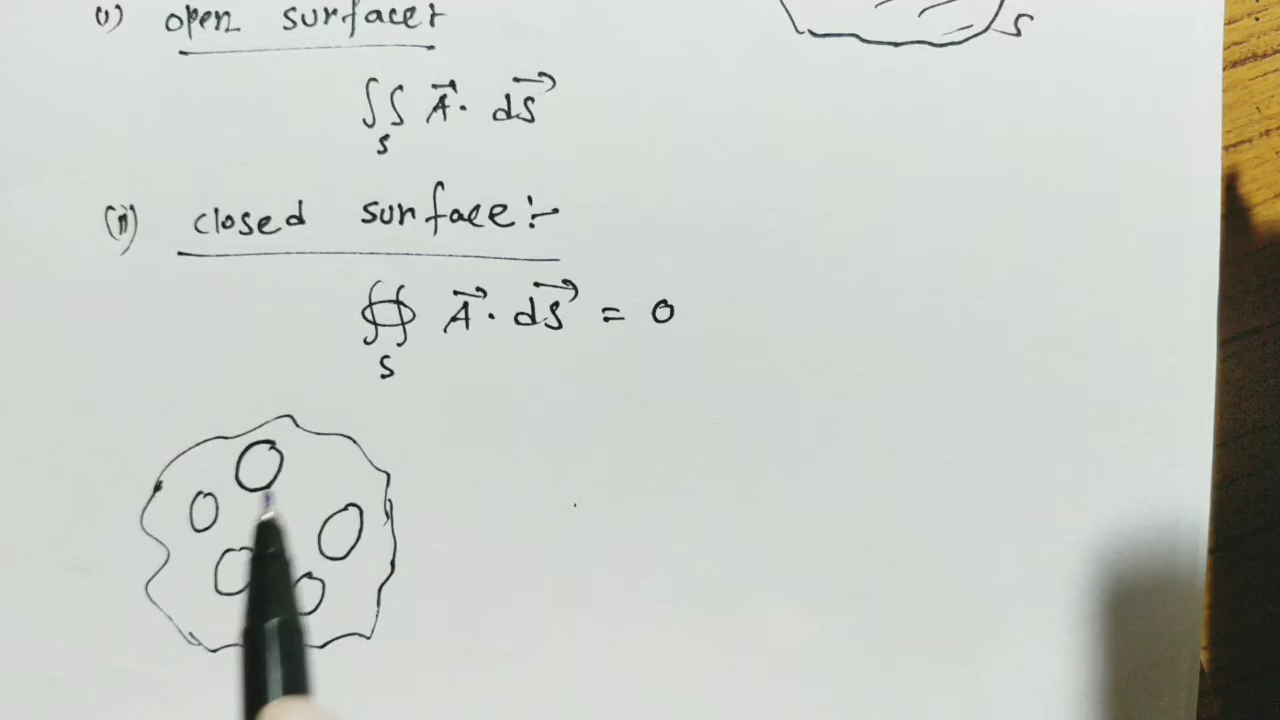 (i) open surface:
S
∬ A⃗ · dS⃗
S
(ii) closed surface:-
∯ A⃗ · dS⃗ = 0
S